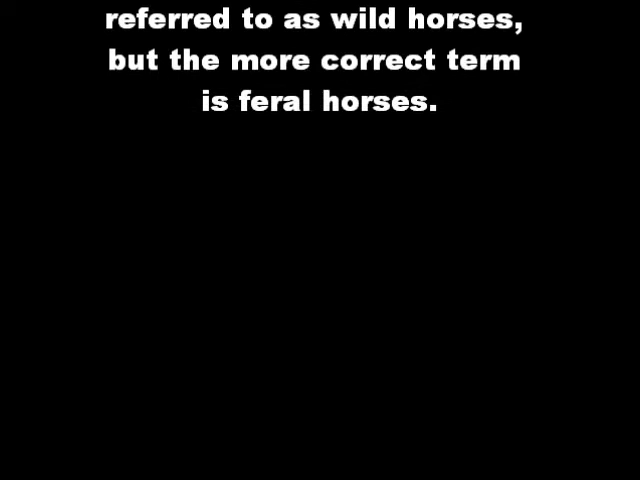 referred to as wild horses,
but the more correct term
is feral horses.